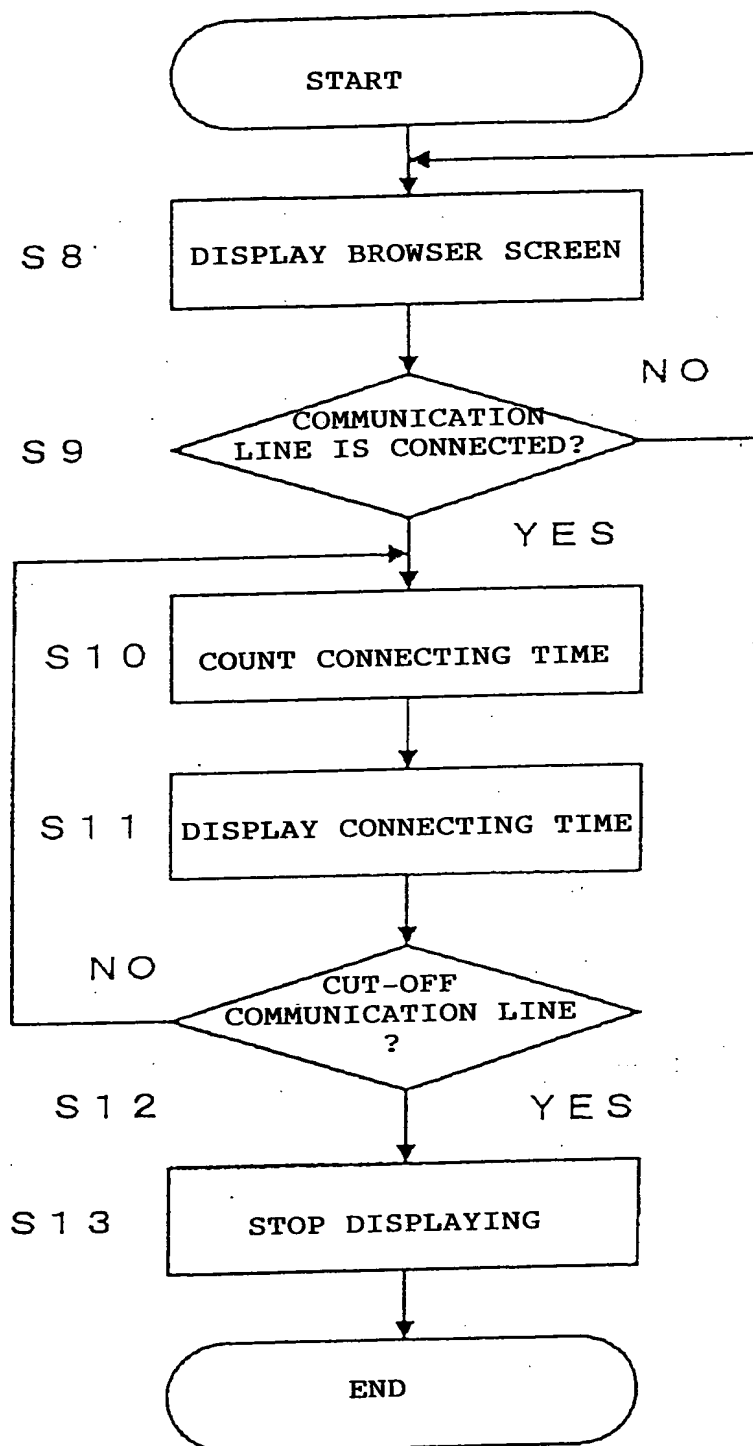 START
S8
DISPLAY BROWSER SCREEN
NO
S9
COMMUNICATION
LINE IS CONNECTED?
YES
S10
COUNT CONNECTING TIME
S11
DISPLAY CONNECTING TIME
NO
CUT-OFF
COMMUNICATION LINE
?
S12
YES
S13
STOP DISPLAYING
END